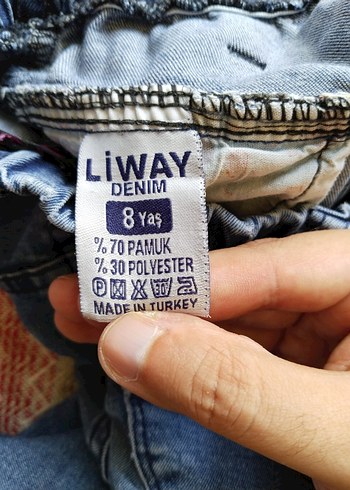 LiWAY
DENIM
8 Yaş
% 70 PAMUK
% 30 POLYESTER
MADE IN TURKEY